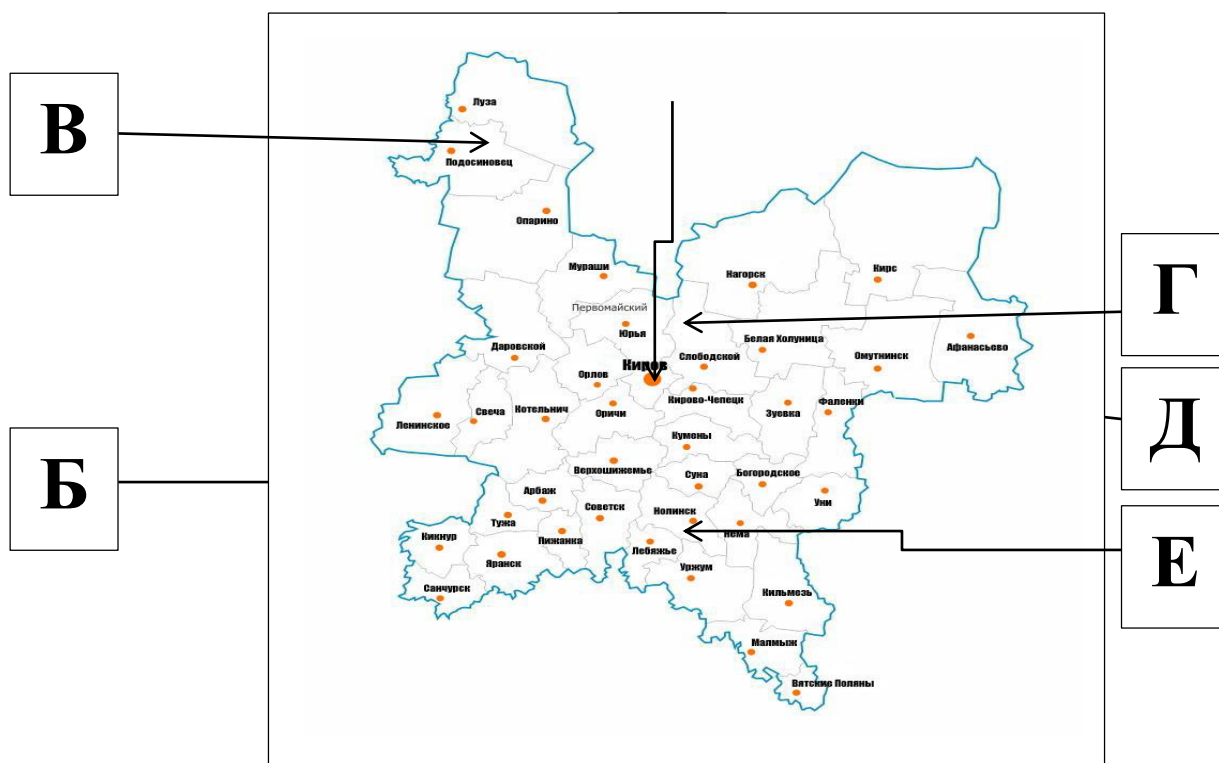 В
Луза
Подосиновец
Опарино
Г
Мураши
Нагорск
Кирс
Первомайский
Юрья
Даровской
Белая Холуница
Омутнинск
Афанасьево
Киров
Слободской
Орлов
Кирово-Чепецк
Д
Ленинское
Свеча
Котельнич
Оричи
Зуевка
Фаленки
Б
Кумены
Верхошижемье
Суна
Богородское
Уни
Арбаж
Советск
Нолинск
Тужа
Кикнур
Пижанка
Лебяжье
Нема
Е
Яранск
Уржум
Санчурск
Кильмезь
Малмыж
Вятские Поляны